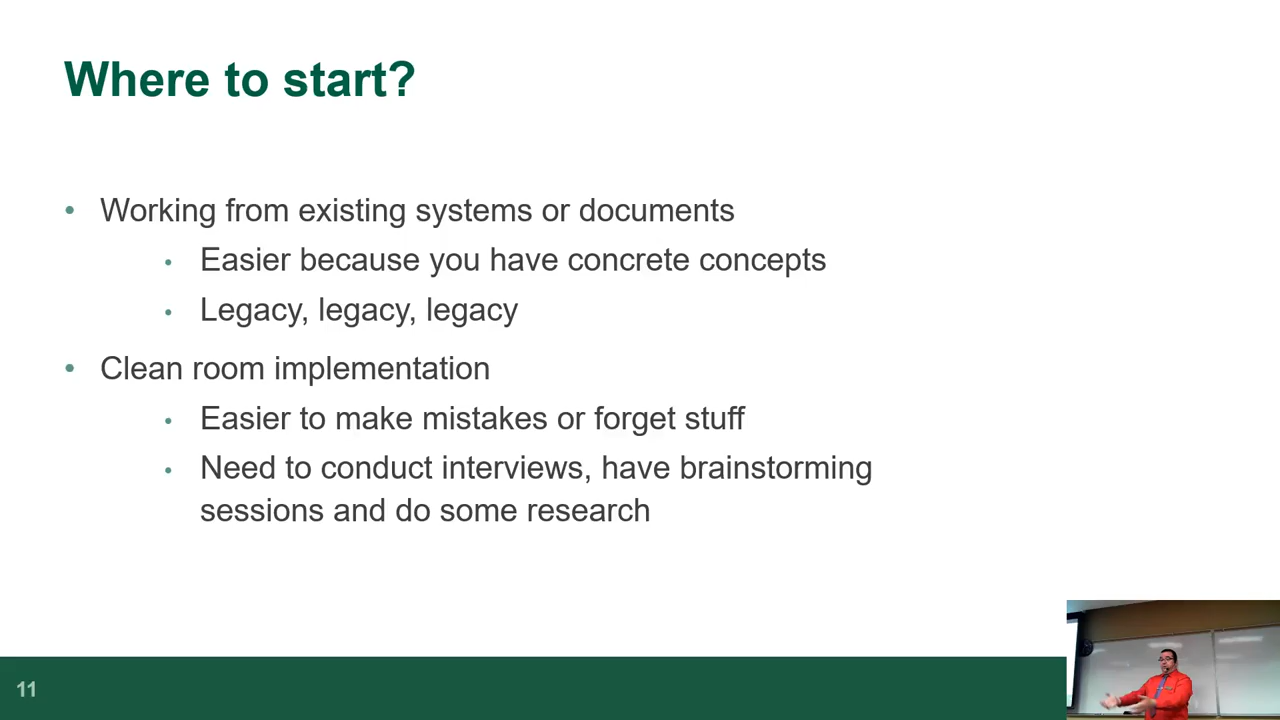 Where to start?
• Working from existing systems or documents
• Easier because you have concrete concepts
• Legacy, legacy, legacy
• Clean room implementation
• Easier to make mistakes or forget stuff
• Need to conduct interviews, have brainstorming
sessions and do some research
11